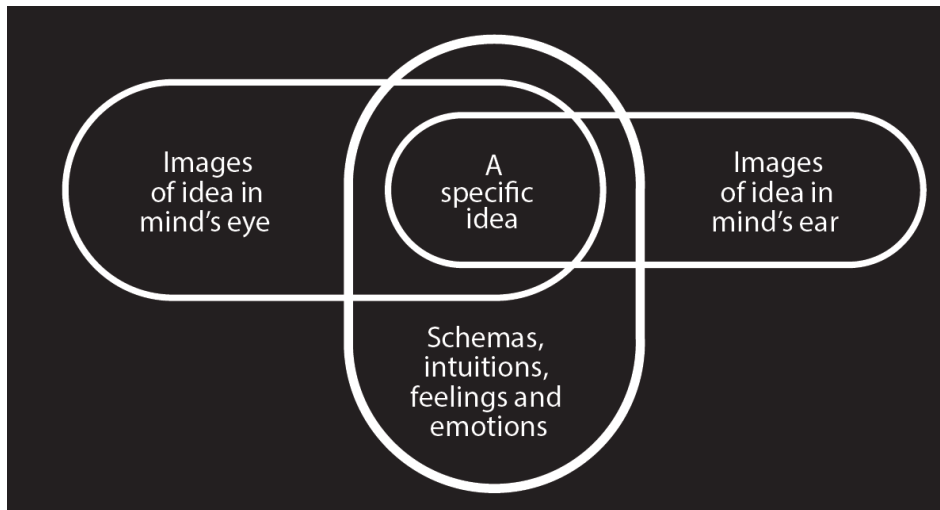 Images
of idea in
mind’s eye
A
specific
idea
Images
of idea in
mind’s ear
Schemas,
intuitions,
feelings and
emotions